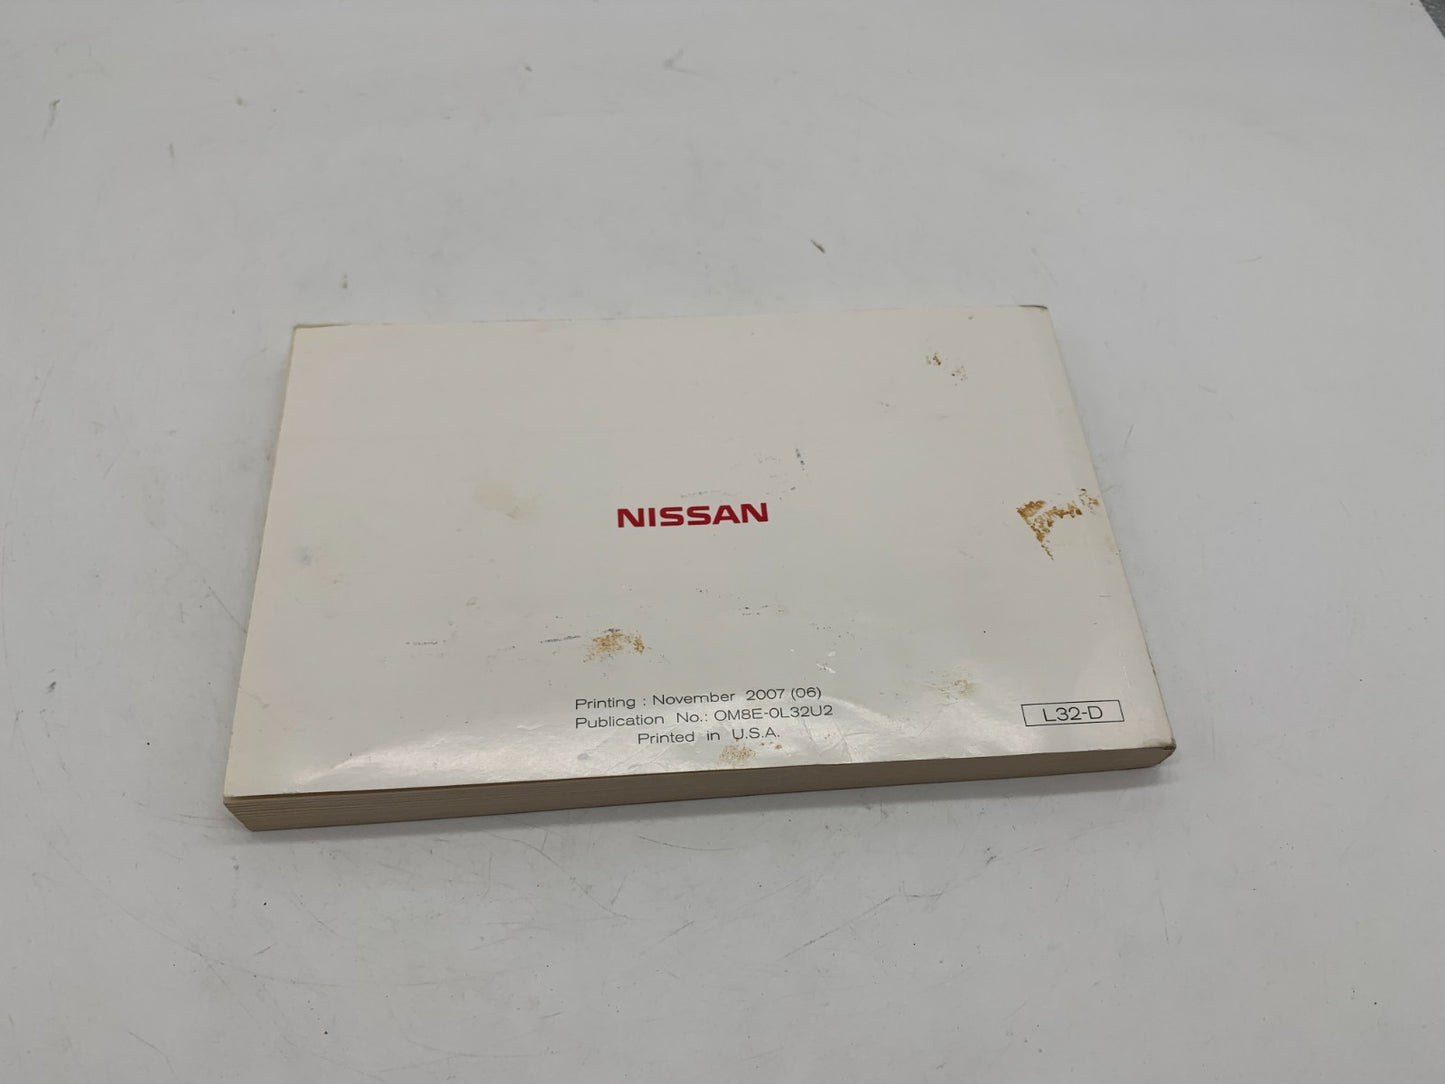 NISSAN
Printing : November 2007 (06)
Publication No.: OM8E-0L32U2
Printed in U.S.A.
L32-D